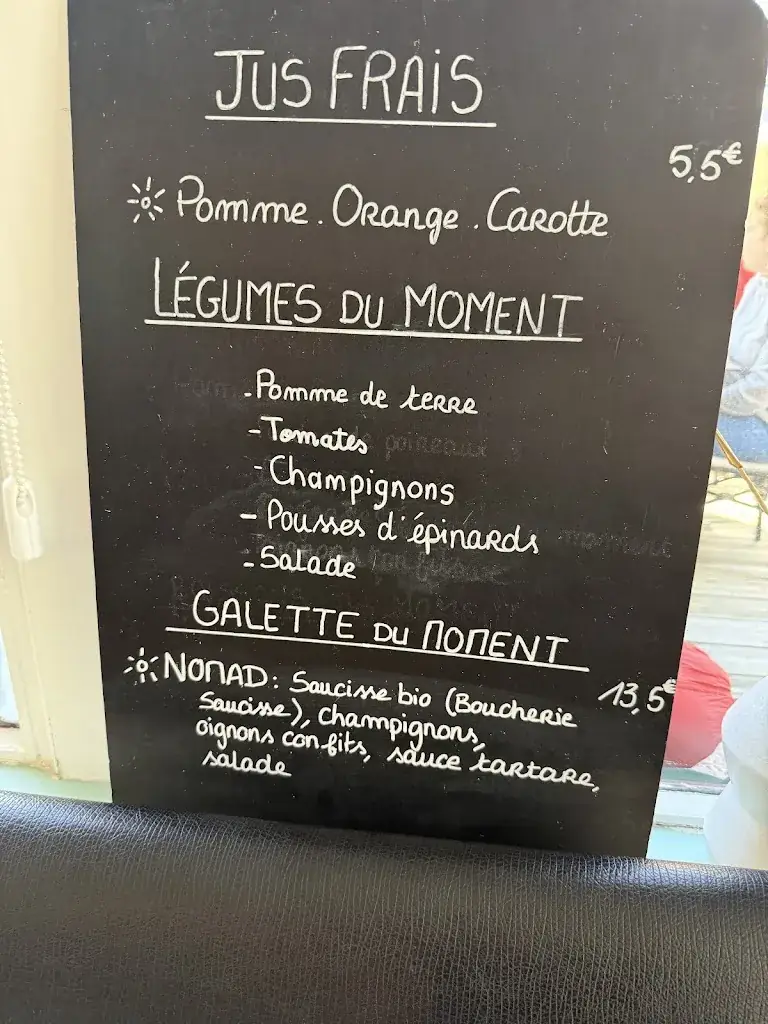 JUS FRAIS
5,5€
Pomme . Orange . Carotte
LÉGUMES DU MOMENT
- Pomme de terre
- Tomates
- Champignons
- Pousses d'épinards
- Salade
GALETTE DU MOMENT
NOMAD : Saucisse bio (Boucherie 13,5€
Saucisse), champignons,
oignons confits, sauce tartare,
salade